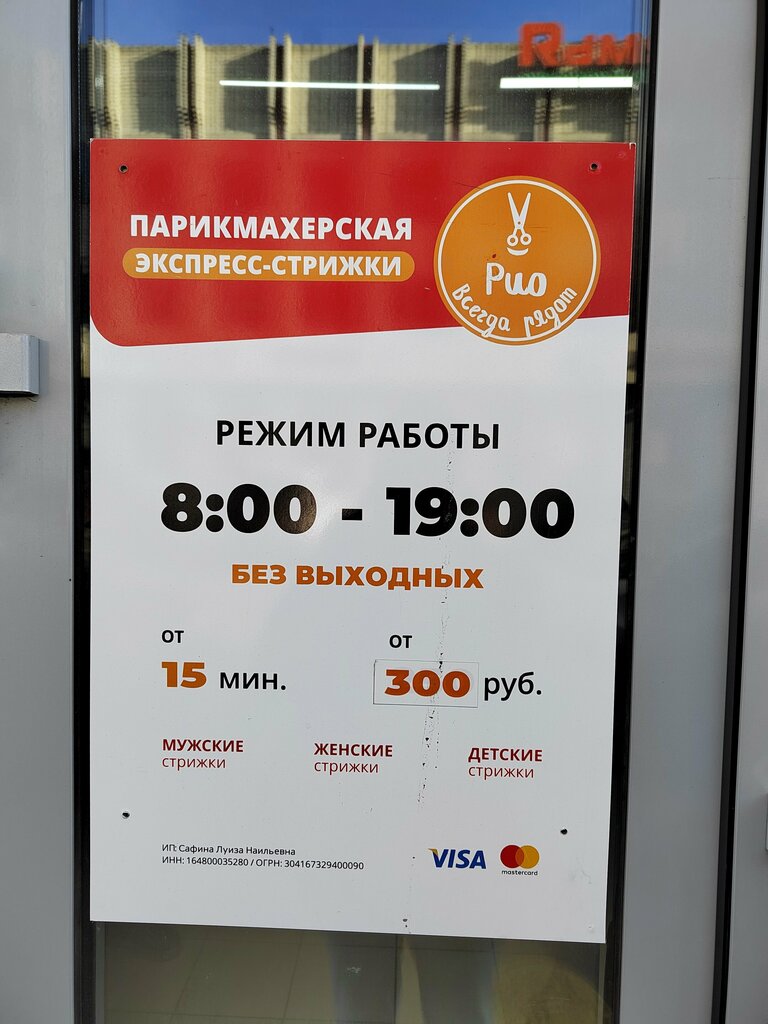 ПАРИКМАХЕРСКАЯ
ЭКСПРЕСС-СТРИЖКИ
Рио
Всегда рядом
РЕЖИМ РАБОТЫ
8:00 - 19:00
БЕЗ ВЫХОДНЫХ
от от
15 мин. 300 руб.
МУЖСКИЕ ЖЕНСКИЕ ДЕТСКИЕ
стрижки стрижки стрижки
ИП: Сафина Луиза Наильевна
ИНН: 164800035280 / ОГРН: 304167329400090
VISA mastercard